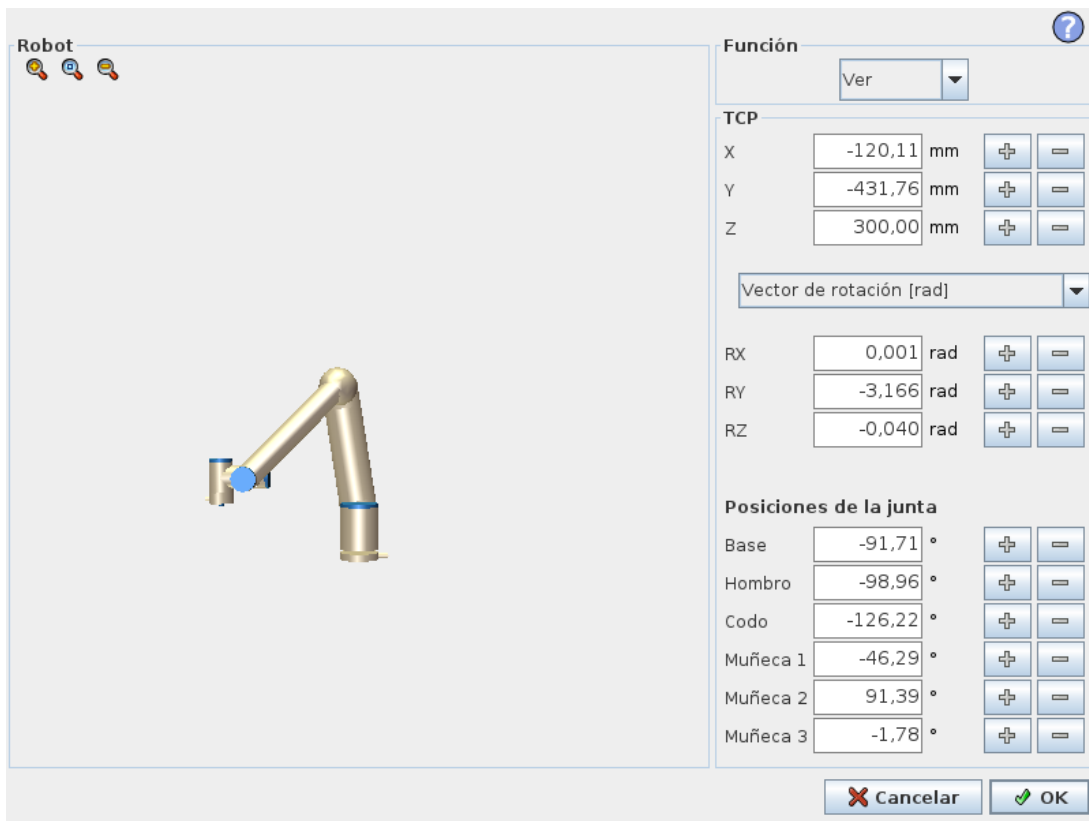 Robot
Función
Ver
TCP
X -120,11 mm
Y -431,76 mm
Z 300,00 mm
Vector de rotación [rad]
RX 0,001 rad
RY -3,166 rad
RZ -0,040 rad
Posiciones de la junta
Base -91,71 °
Hombro -98,96 °
Codo -126,22 °
Muñeca 1 -46,29 °
Muñeca 2 91,39 °
Muñeca 3 -1,78 °
Cancelar OK